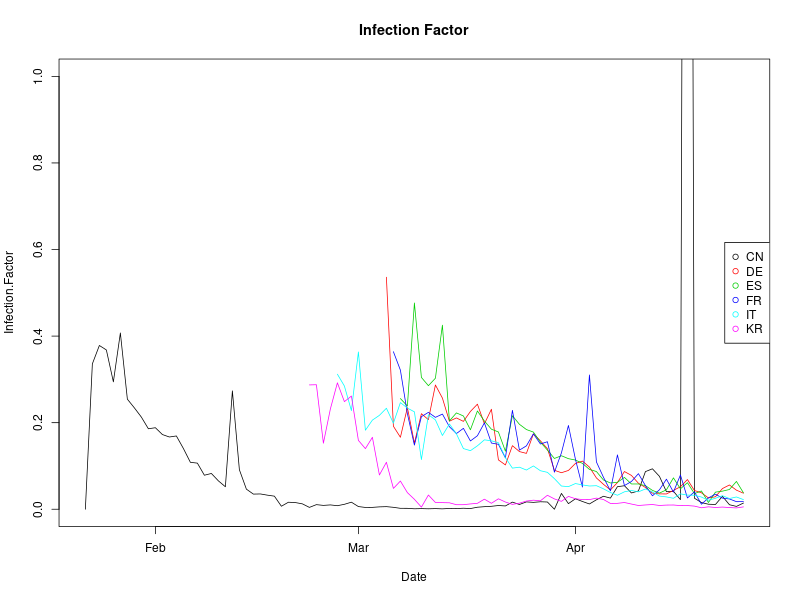 Infection Factor
Infection.Factor
1.0
0.8
0.6
0.4
0.2
0.0
CN
DE
ES
FR
IT
KR
Feb Mar Apr
Date